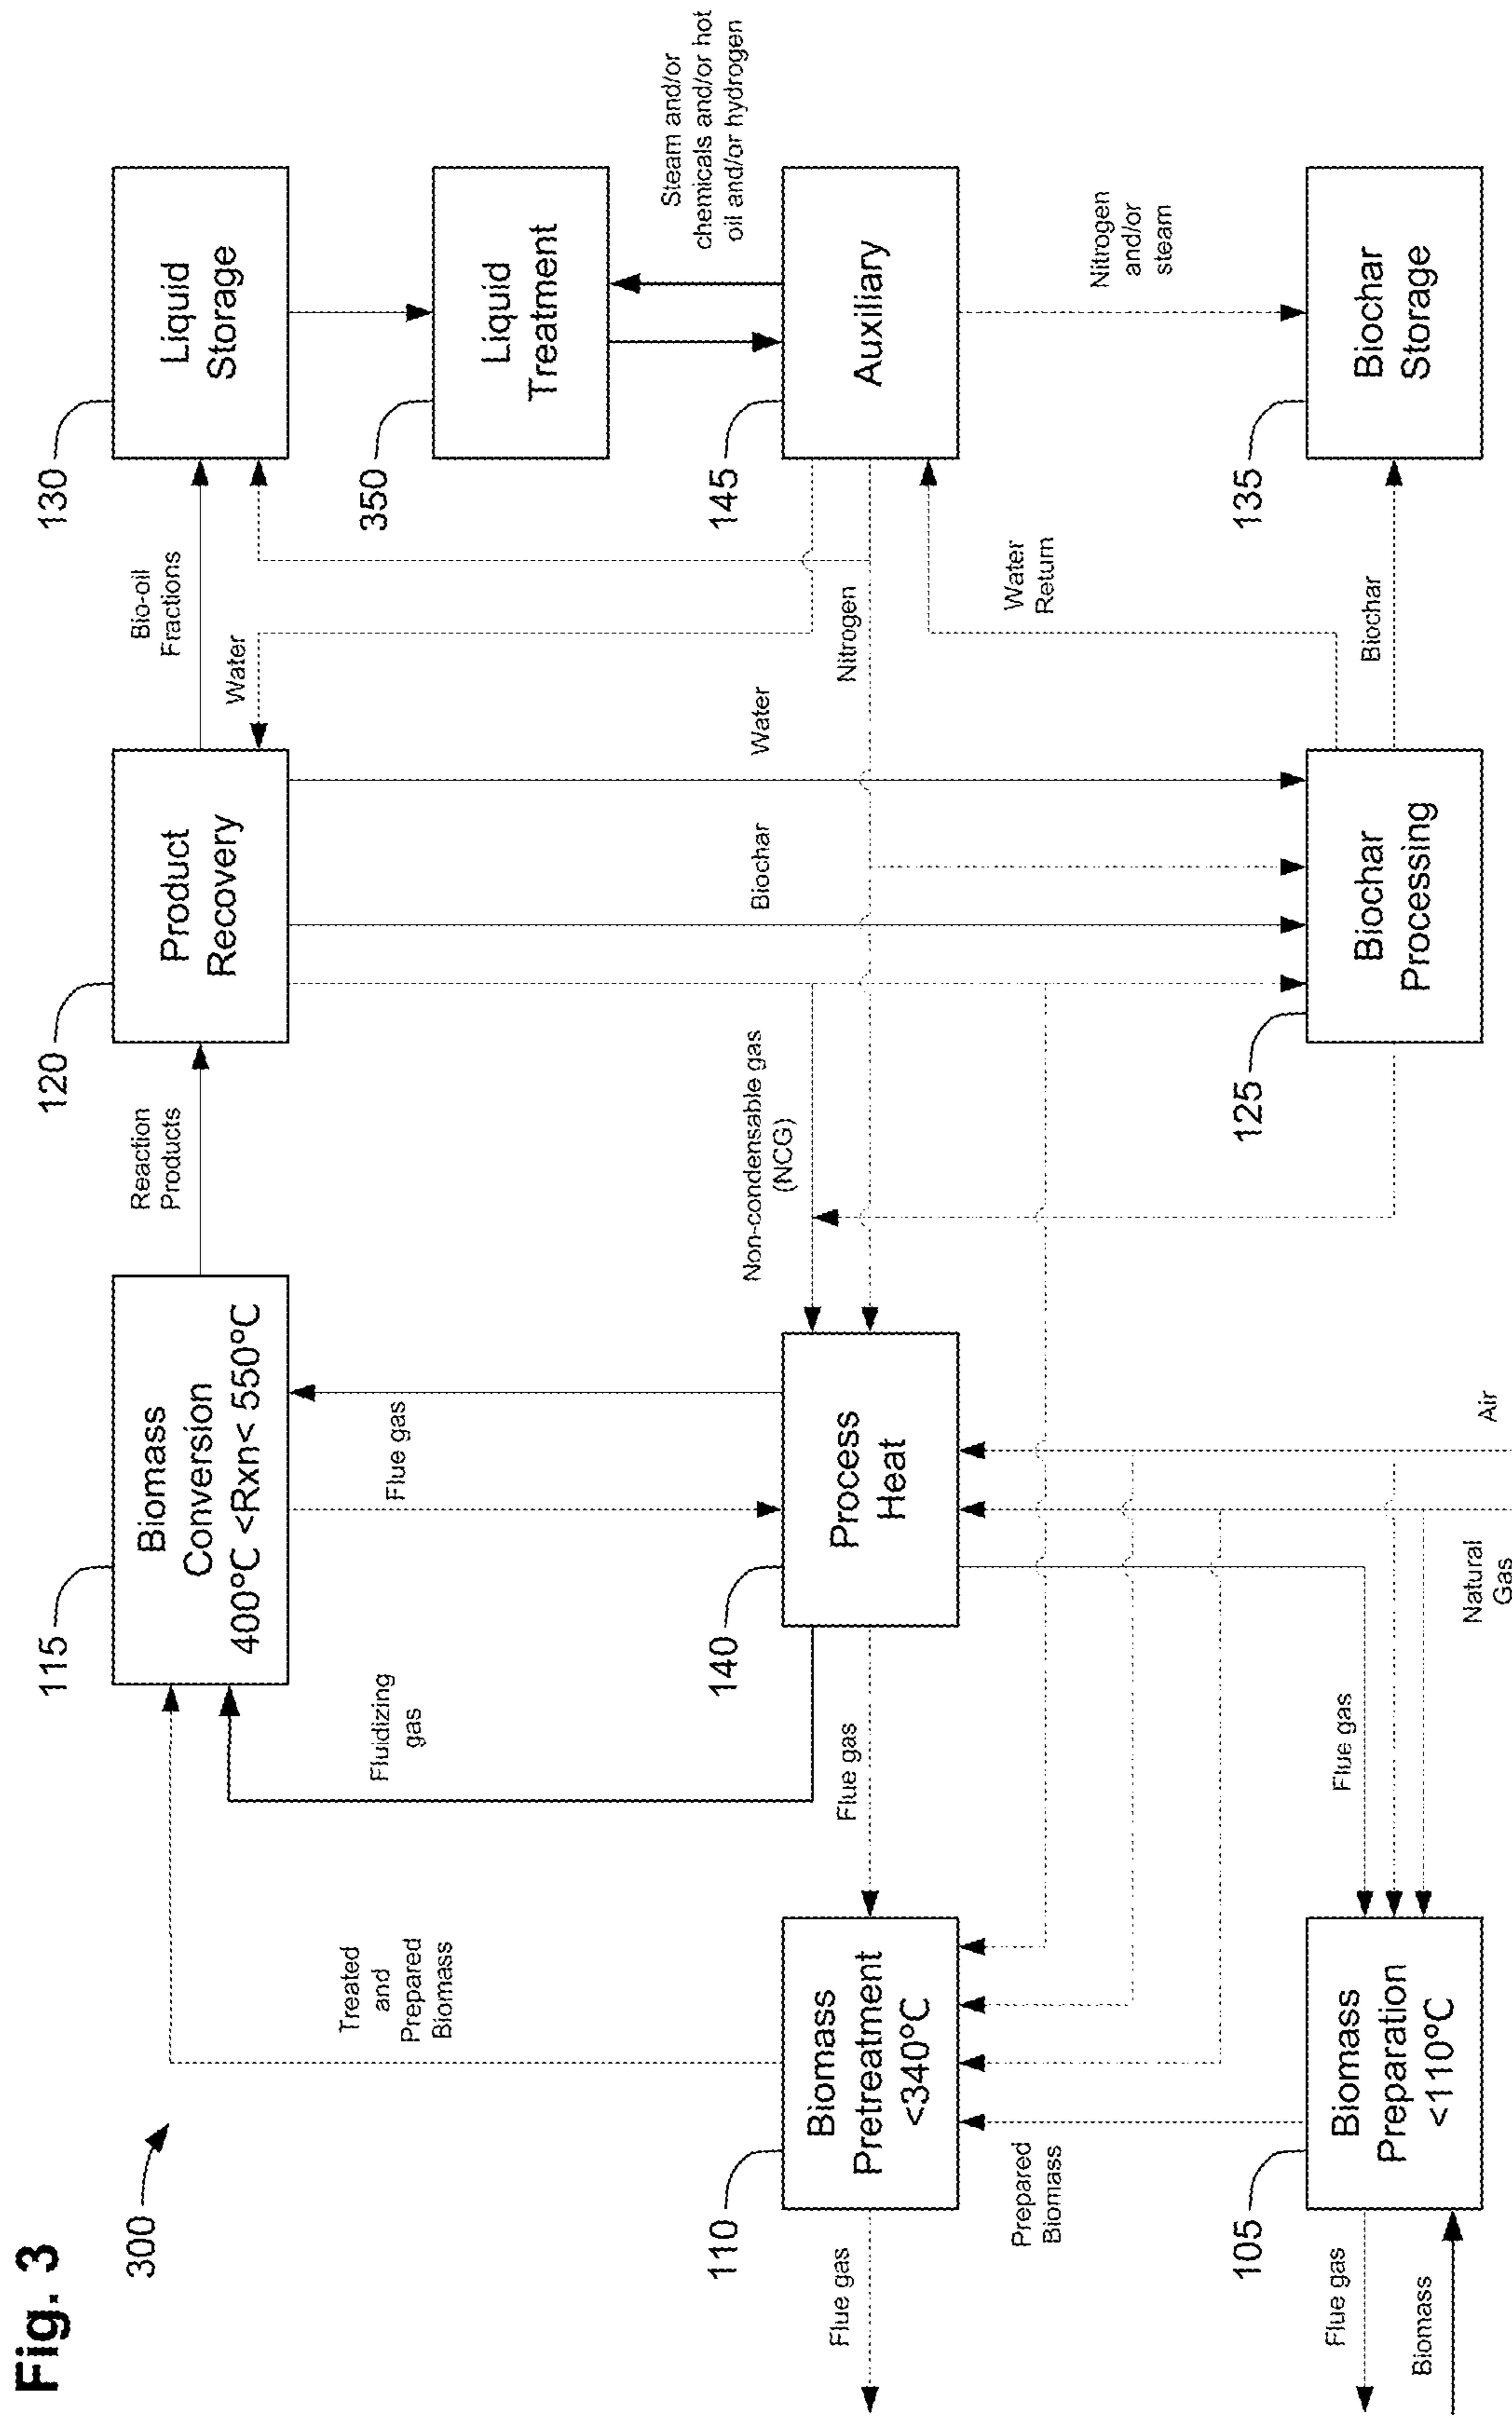 Fig. 3
300
115
Biomass
Conversion
400°C <Rxn< 550°C
Reaction
Products
120
Product
Recovery
Bio-oil
Fractions
Water
130
Liquid
Storage
350
Liquid
Treatment
Steam and/or
chemicals and/or hot
oil and/or hydrogen
Treated
and
Prepared
Biomass
Fluidizing
gas
Flue gas
Non-condensable gas
(NCG)
Biochar
Water
Nitrogen
145
Auxiliary
110
Biomass
Pretreatment
<340°C
Flue gas
Flue gas
140
Process
Heat
Water
Return
Nitrogen
and/or
steam
Prepared
Biomass
105
Biomass
Preparation
<110°C
Flue gas
Biomass
Flue gas
Natural
Gas
Air
125
Biochar
Processing
Biochar
135
Biochar
Storage